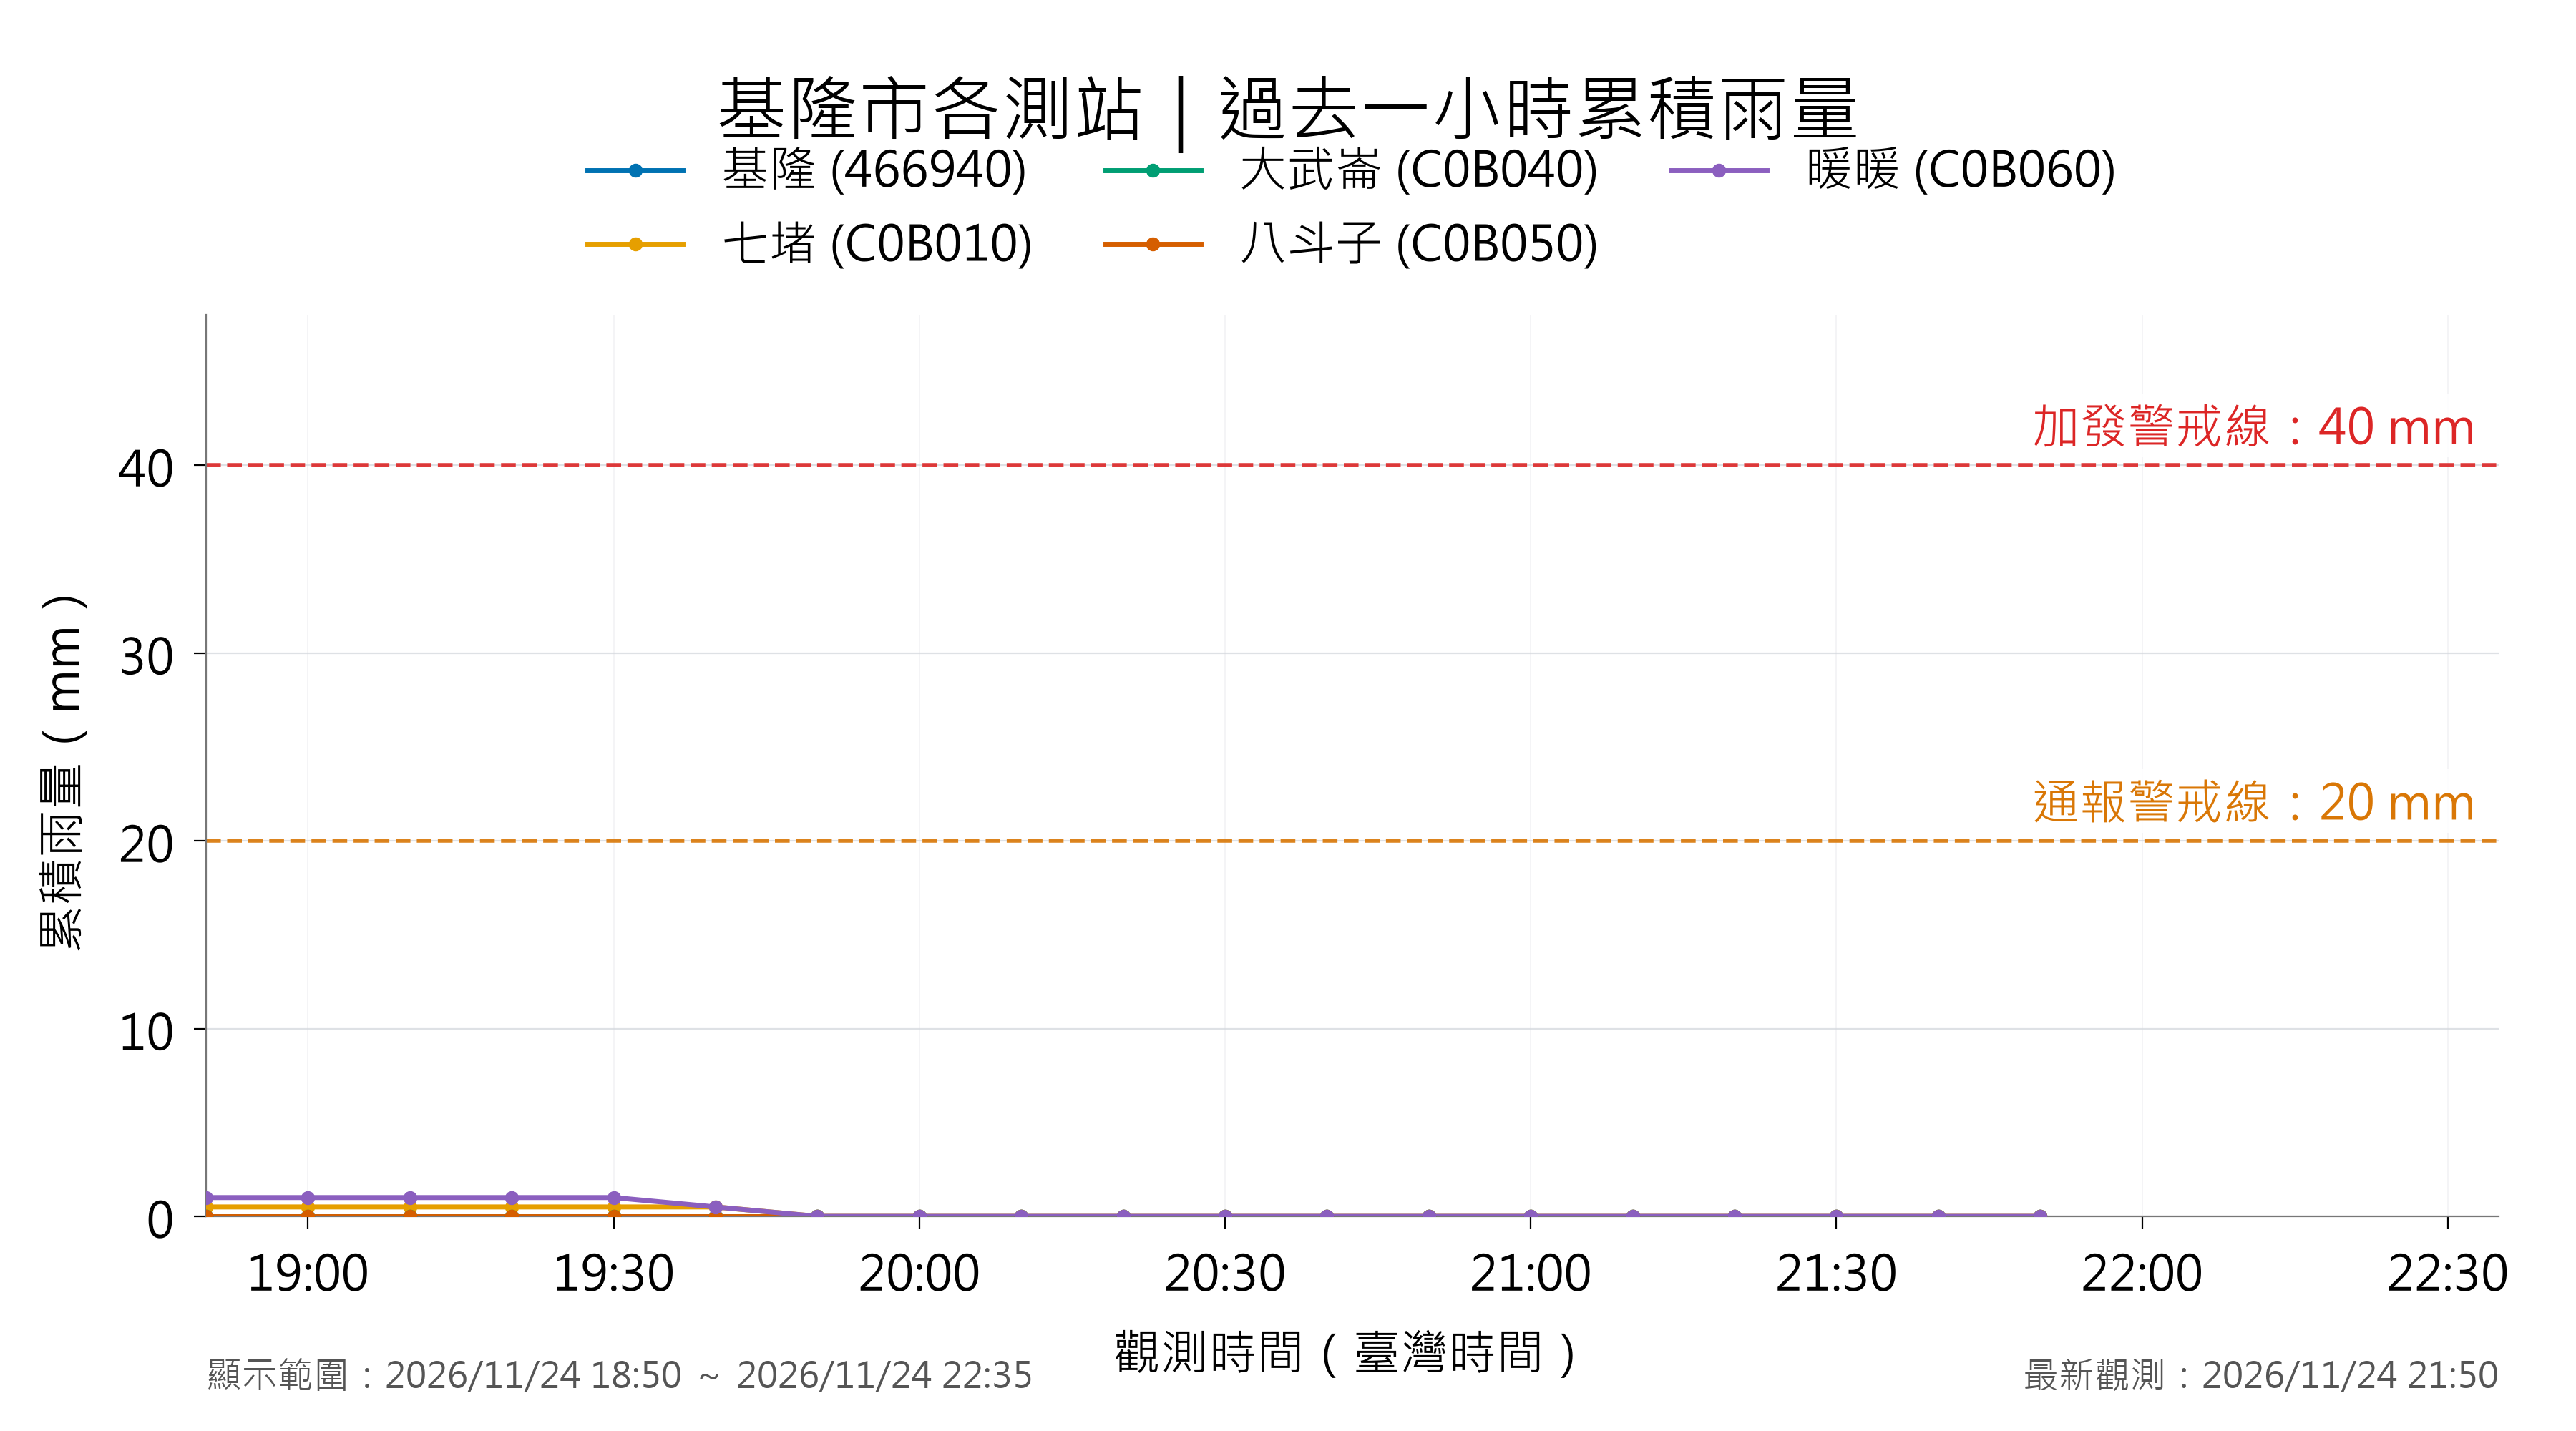 基隆市各測站｜過去一小時累積雨量
基隆 (466940)
大武崙 (C0B040)
暖暖 (C0B060)
七堵 (C0B010)
八斗子 (C0B050)
累積雨量（mm）
加發警戒線：40 mm
通報警戒線：20 mm
40
30
20
10
0
19:00 19:30 20:00 20:30 21:00 21:30 22:00 22:30
觀測時間（臺灣時間）
顯示範圍：2026/11/24 18:50 ~ 2026/11/24 22:35
最新觀測：2026/11/24 21:50